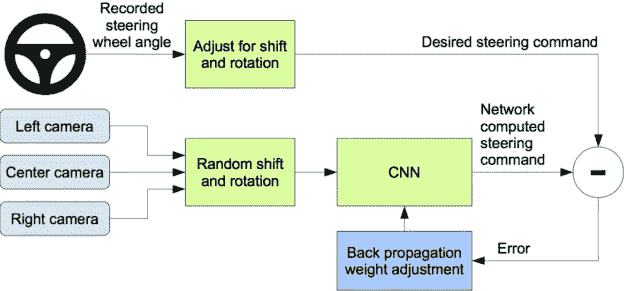 Recorded
steering
wheel angle
Adjust for shift
and rotation
Desired steering command
Left camera
Center camera
Right camera
Random shift
and rotation
CNN
Network
computed
steering
command
-
Back propagation
weight adjustment
Error